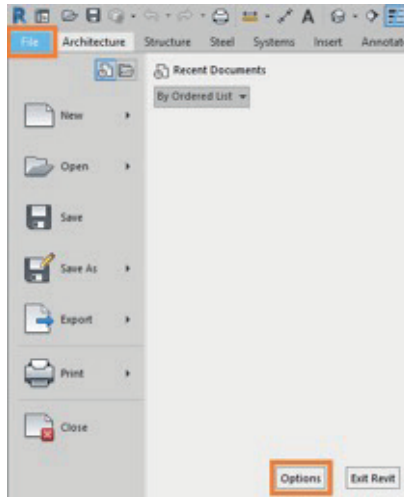 R A
File Architecture Structure Steel Systems Insert Annotat
Recent Documents
By Ordered List
New
Open
Save
Save As
Export
Print
Close
Options Exit Revit